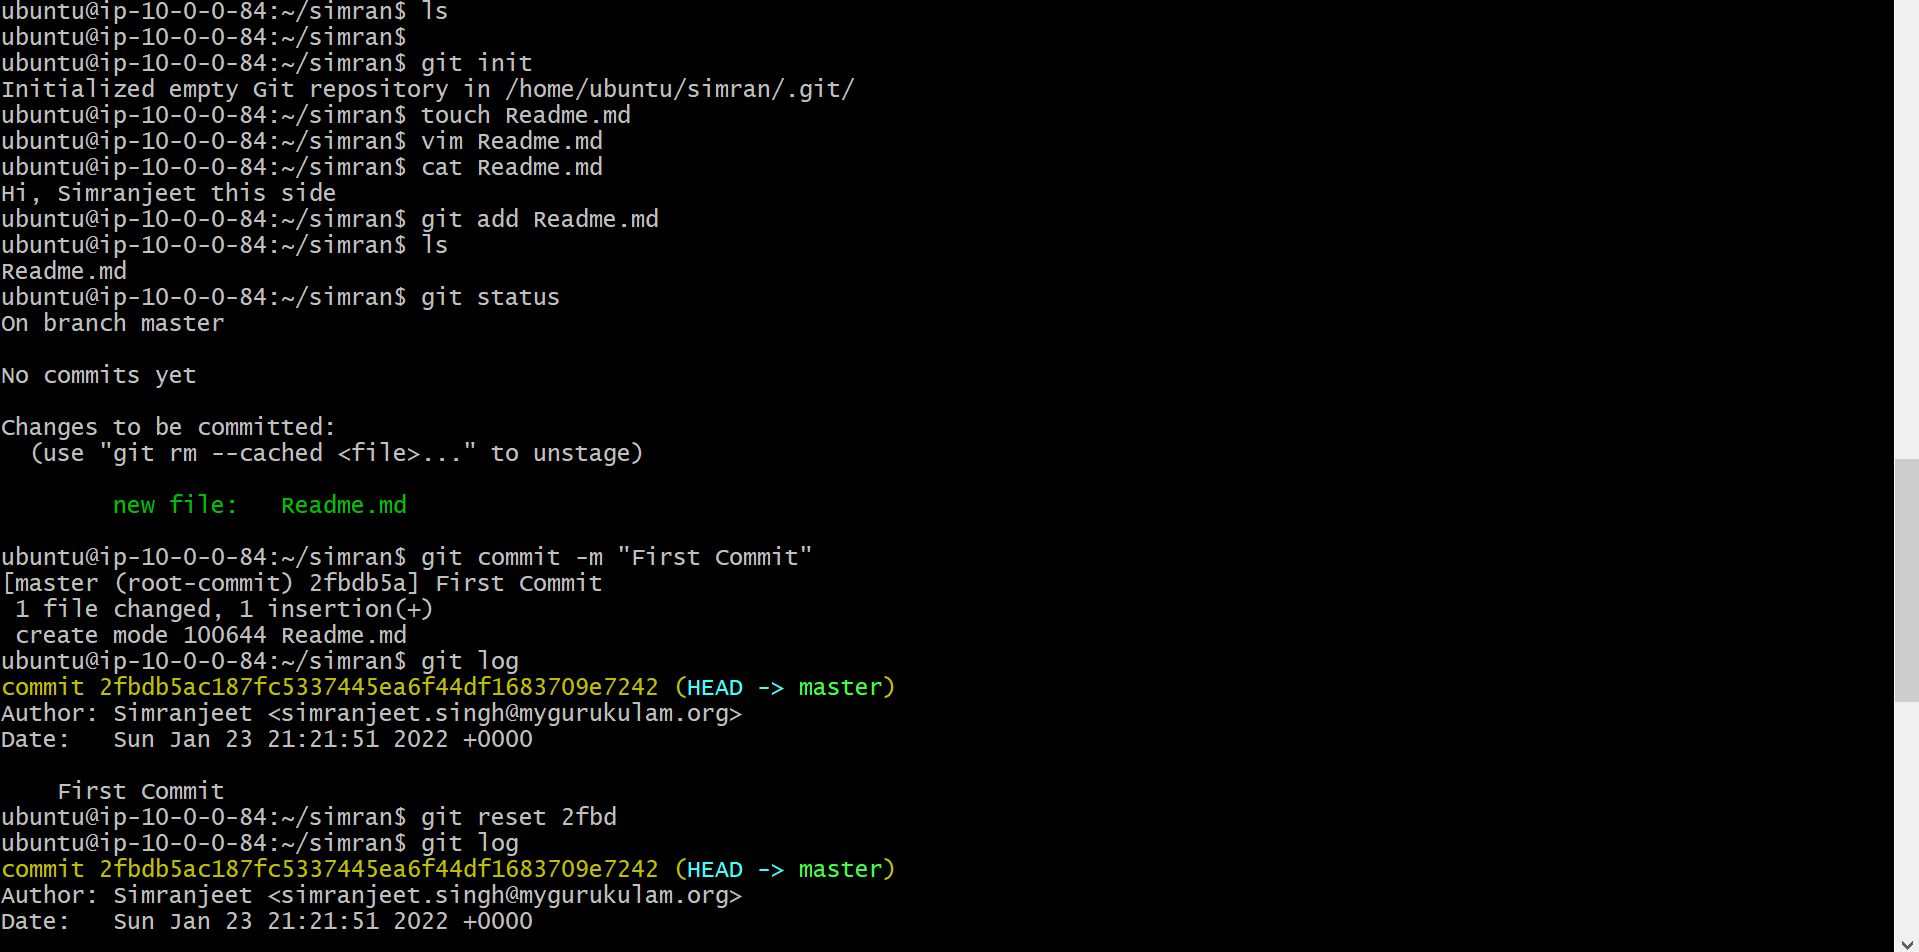 ubuntu@ip-10-0-0-84:~/simran$ ls
ubuntu@ip-10-0-0-84:~/simran$
ubuntu@ip-10-0-0-84:~/simran$ git init
Initialized empty Git repository in /home/ubuntu/simran/.git/
ubuntu@ip-10-0-0-84:~/simran$ touch Readme.md
ubuntu@ip-10-0-0-84:~/simran$ vim Readme.md
ubuntu@ip-10-0-0-84:~/simran$ cat Readme.md
Hi, Simranjeet this side
ubuntu@ip-10-0-0-84:~/simran$ git add Readme.md
ubuntu@ip-10-0-0-84:~/simran$ ls
Readme.md
ubuntu@ip-10-0-0-84:~/simran$ git status
On branch master
No commits yet
Changes to be committed:
  (use "git rm --cached <file>..." to unstage)
        new file:   Readme.md
ubuntu@ip-10-0-0-84:~/simran$ git commit -m "First Commit"
[master (root-commit) 2fbdb5a] First Commit
 1 file changed, 1 insertion(+)
 create mode 100644 Readme.md
ubuntu@ip-10-0-0-84:~/simran$ git log
commit 2fbdb5ac187fc5337445ea6f44df1683709e7242 (HEAD -> master)
Author: Simranjeet <simranjeet.singh@mygurukulam.org>
Date:   Sun Jan 23 21:21:51 2022 +0000
    First Commit
ubuntu@ip-10-0-0-84:~/simran$ git reset 2fbd
ubuntu@ip-10-0-0-84:~/simran$ git log
commit 2fbdb5ac187fc5337445ea6f44df1683709e7242 (HEAD -> master)
Author: Simranjeet <simranjeet.singh@mygurukulam.org>
Date:   Sun Jan 23 21:21:51 2022 +0000